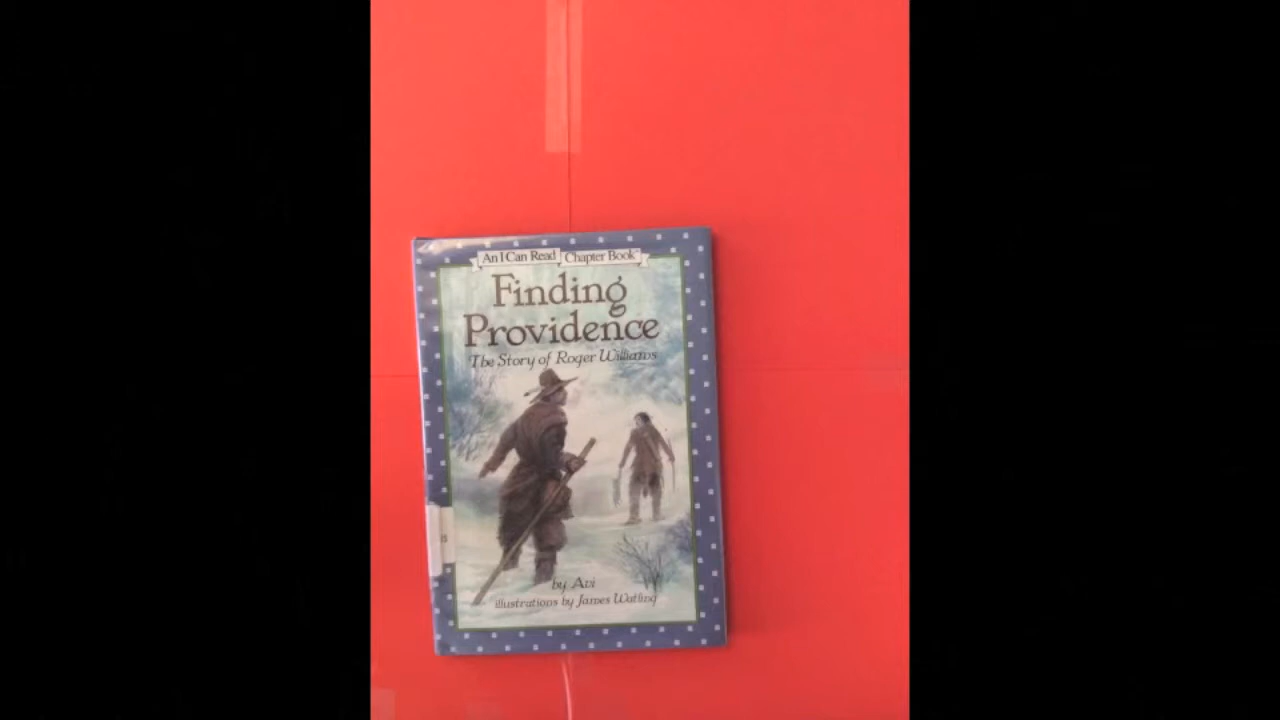 An I Can Read Chapter Book
Finding
Providence
The Story of Roger Williams
by Avi
illustrations by James Watling